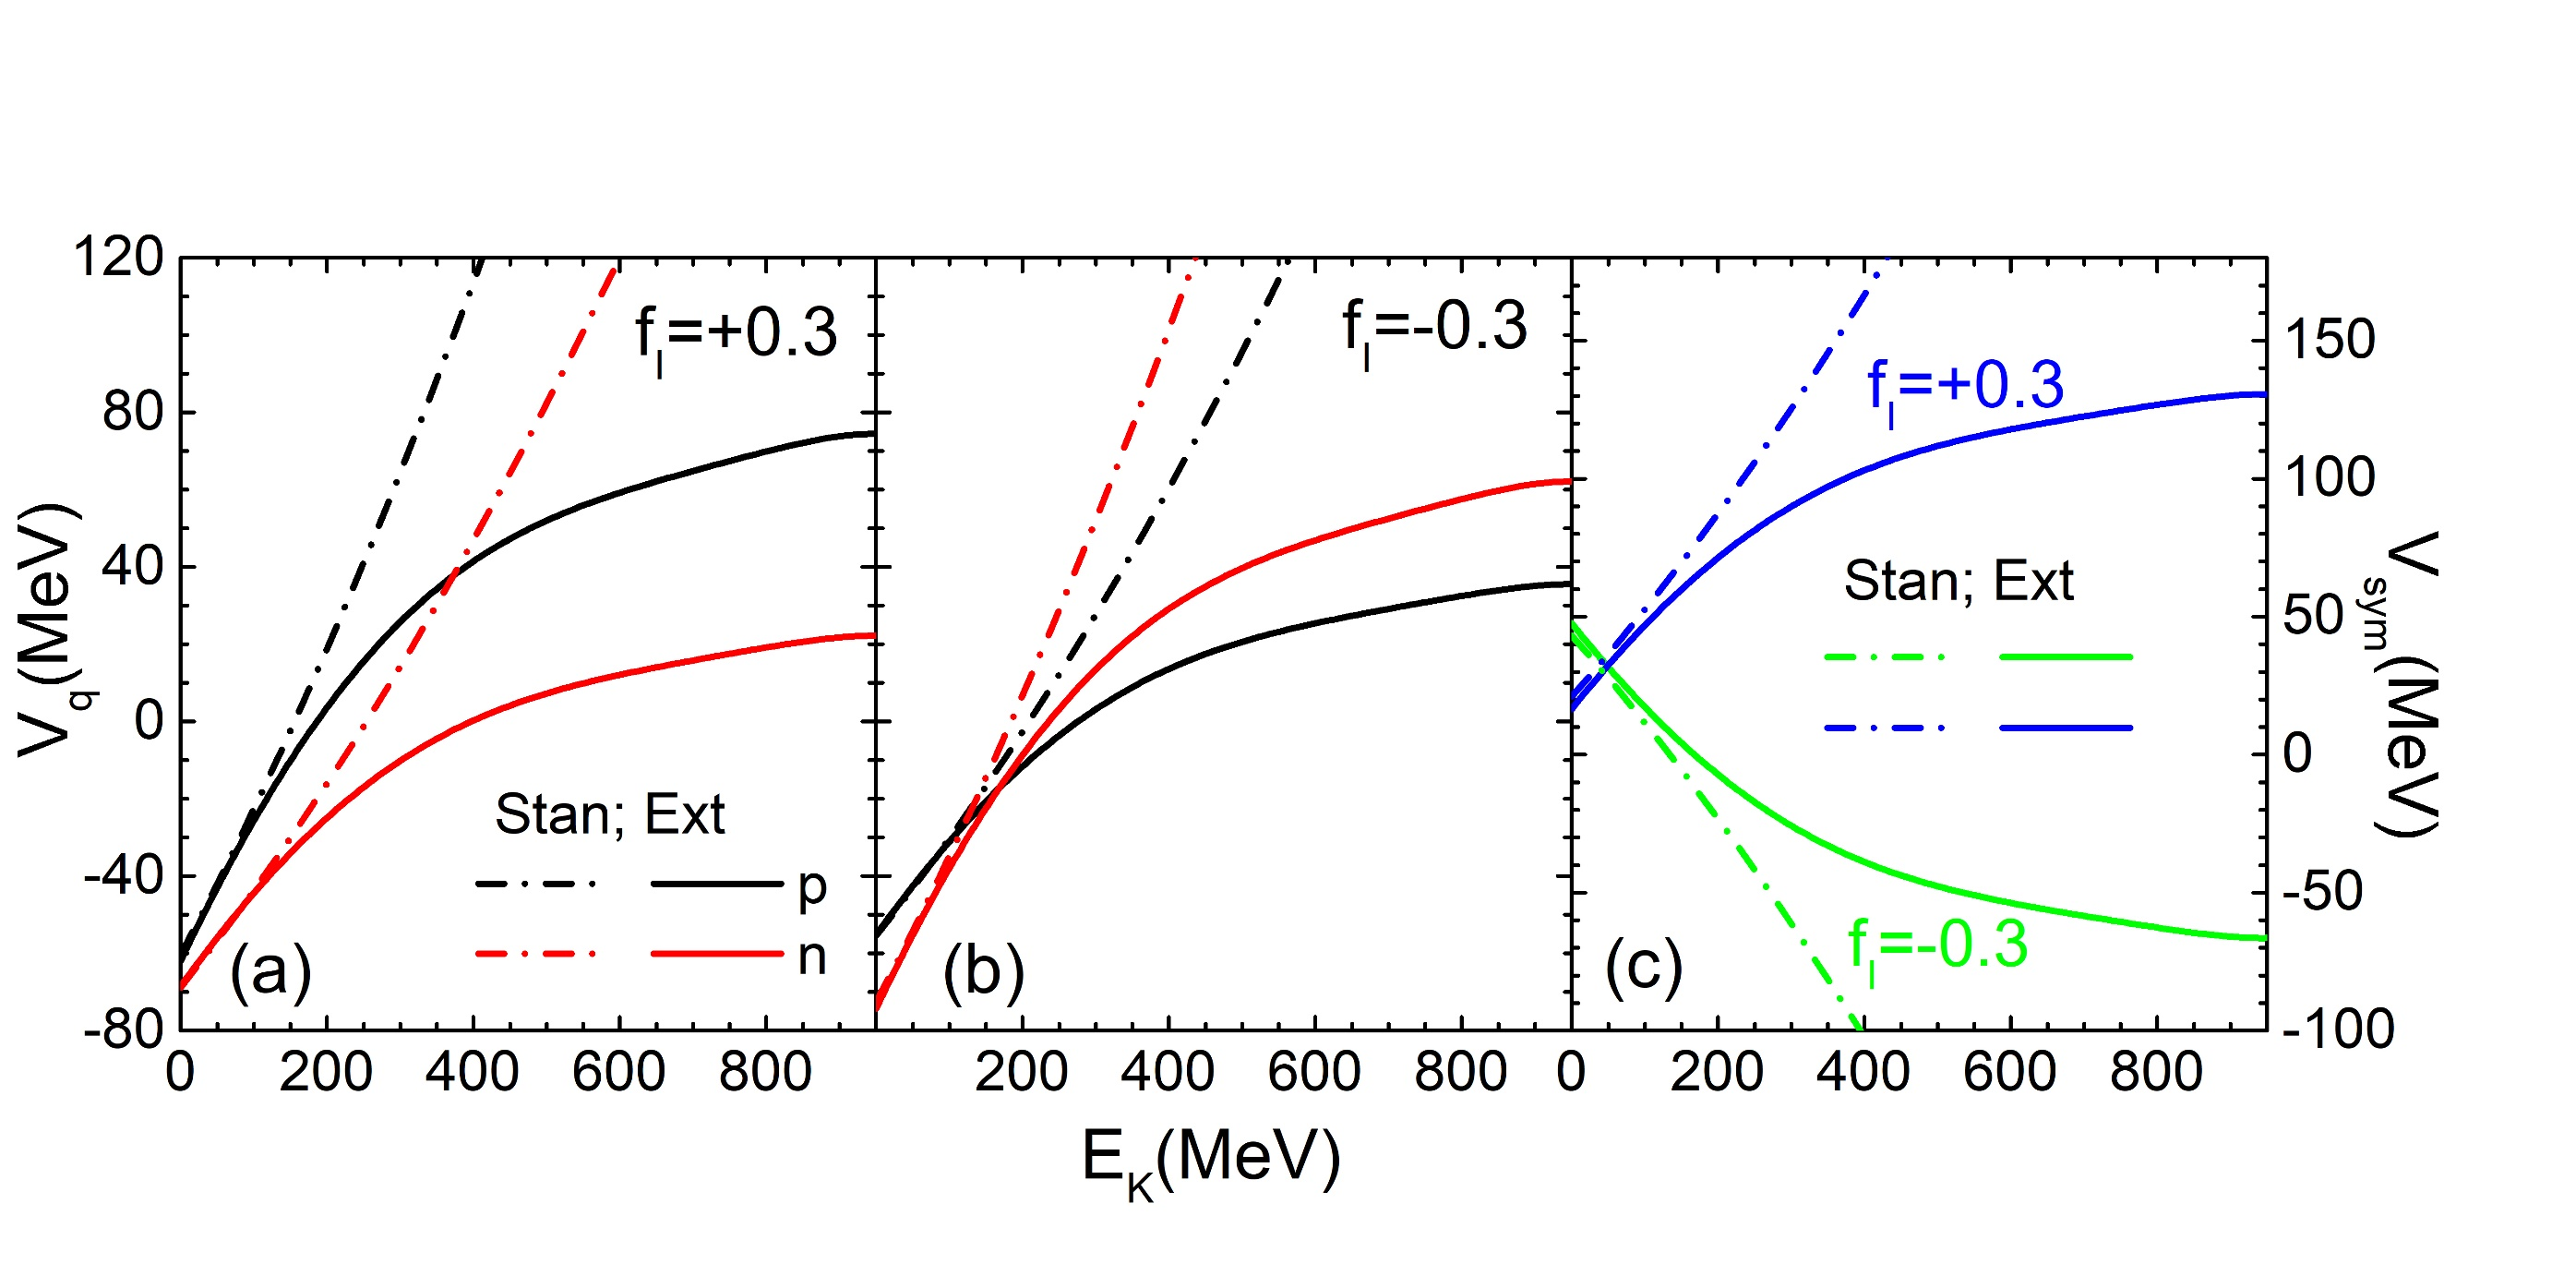 120
80
40
0
-40
-80
V_q (MeV)
f_I=+0.3
Stan; Ext
p
n
(a)
0 200 400 600 800
f_I=-0.3
(b)
200 400 600 800
f_I=+0.3
Stan; Ext
f_I=-0.3
(c)
0 200 400 600 800
150
100
50
0
-50
-100
V_sym (MeV)
E_K(MeV)